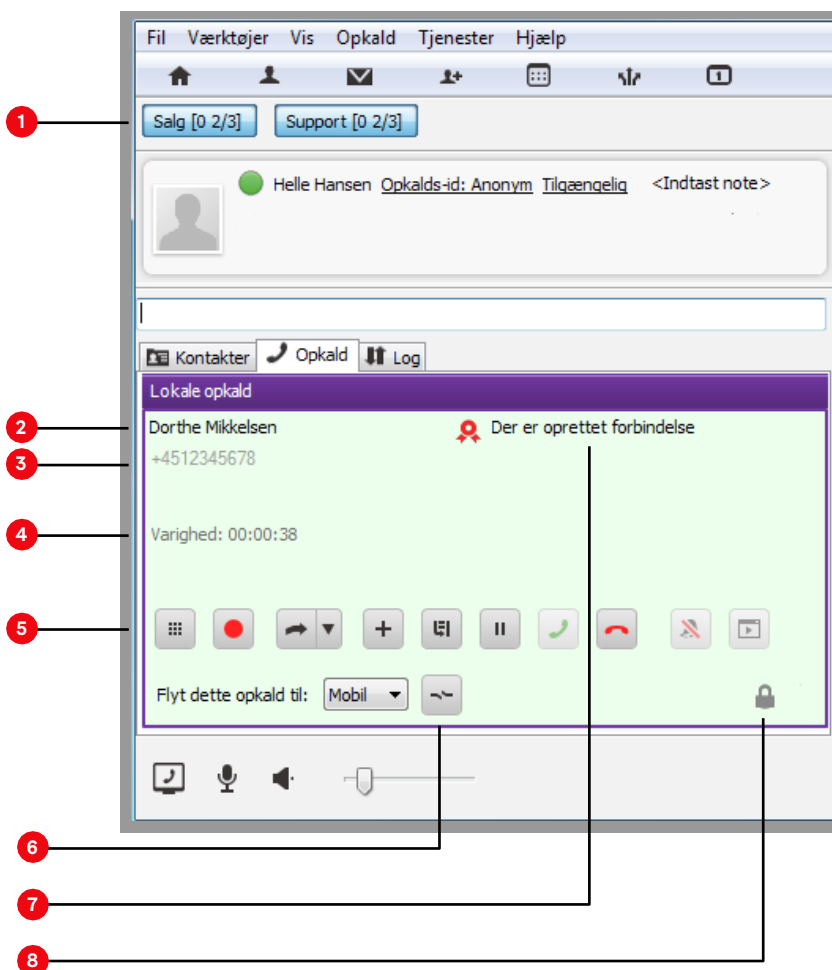 Fil Værktøjer Vis Opkald Tjenester Hjælp
1
1
Salg [0 2/3] Support [0 2/3]
Helle Hansen Opkalds-id: Anonym Tilgængelig <Indtast note>
Kontakter Opkald Log
Lokale opkald
2
Dorthe Mikkelsen Der er oprettet forbindelse
3
+4512345678
4
Varighed: 00:00:38
5
Flyt dette opkald til: Mobil
6
7
8